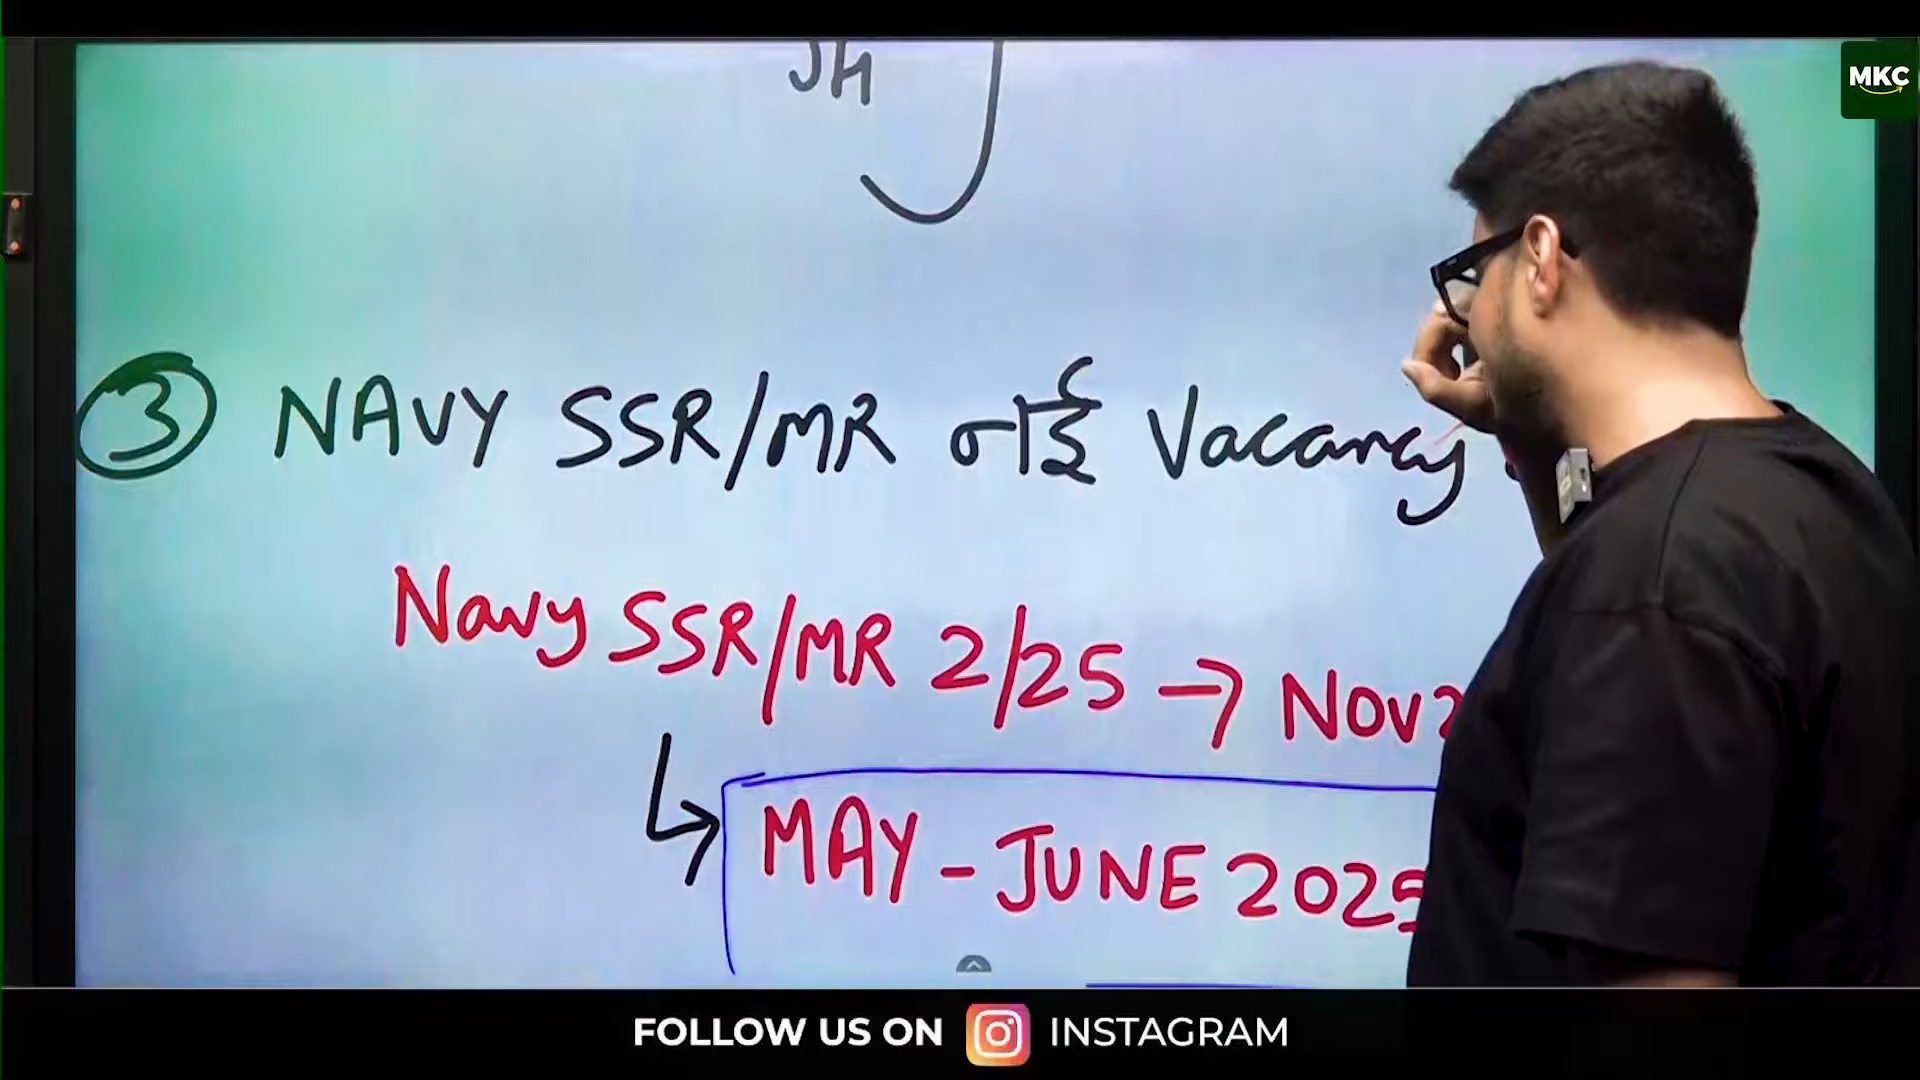 MKC
③ NAVY SSR/MR नई Vacancy
Navy SSR/MR 2/25 → Nov
↳ MAY - JUNE 2025
FOLLOW US ON INSTAGRAM